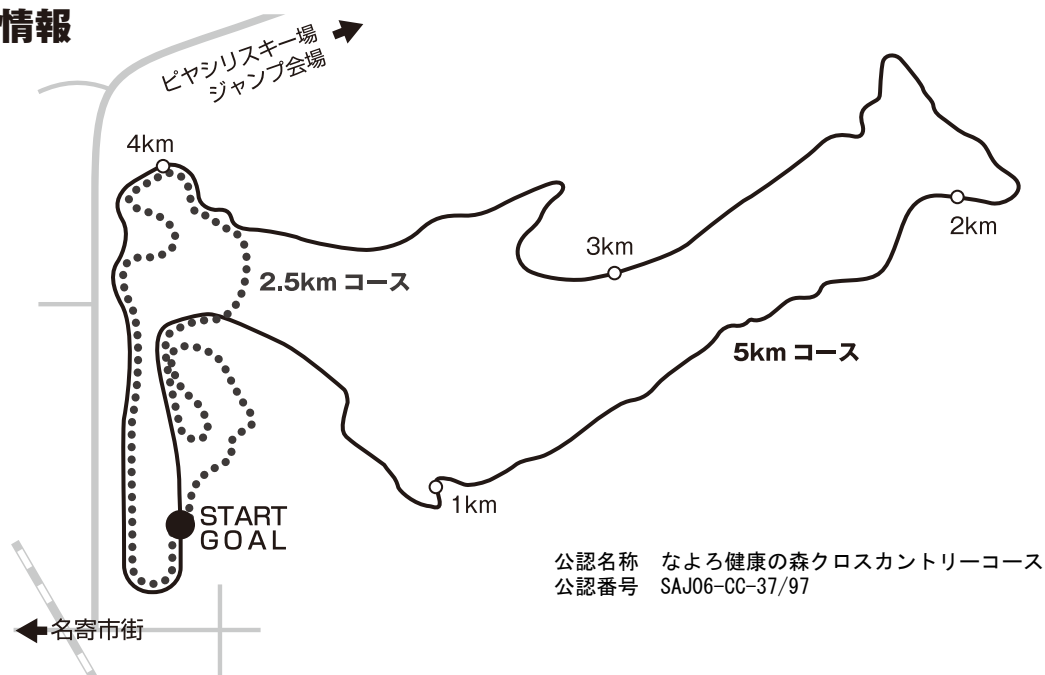 情報
ピヤシリスキー場
ジャンプ会場
4km
2km
3km
2.5km コース
5km コース
1km
START
GOAL
公認名称 なよろ健康の森クロスカントリーコース
公認番号 SAJ06-CC-37/97
名寄市街